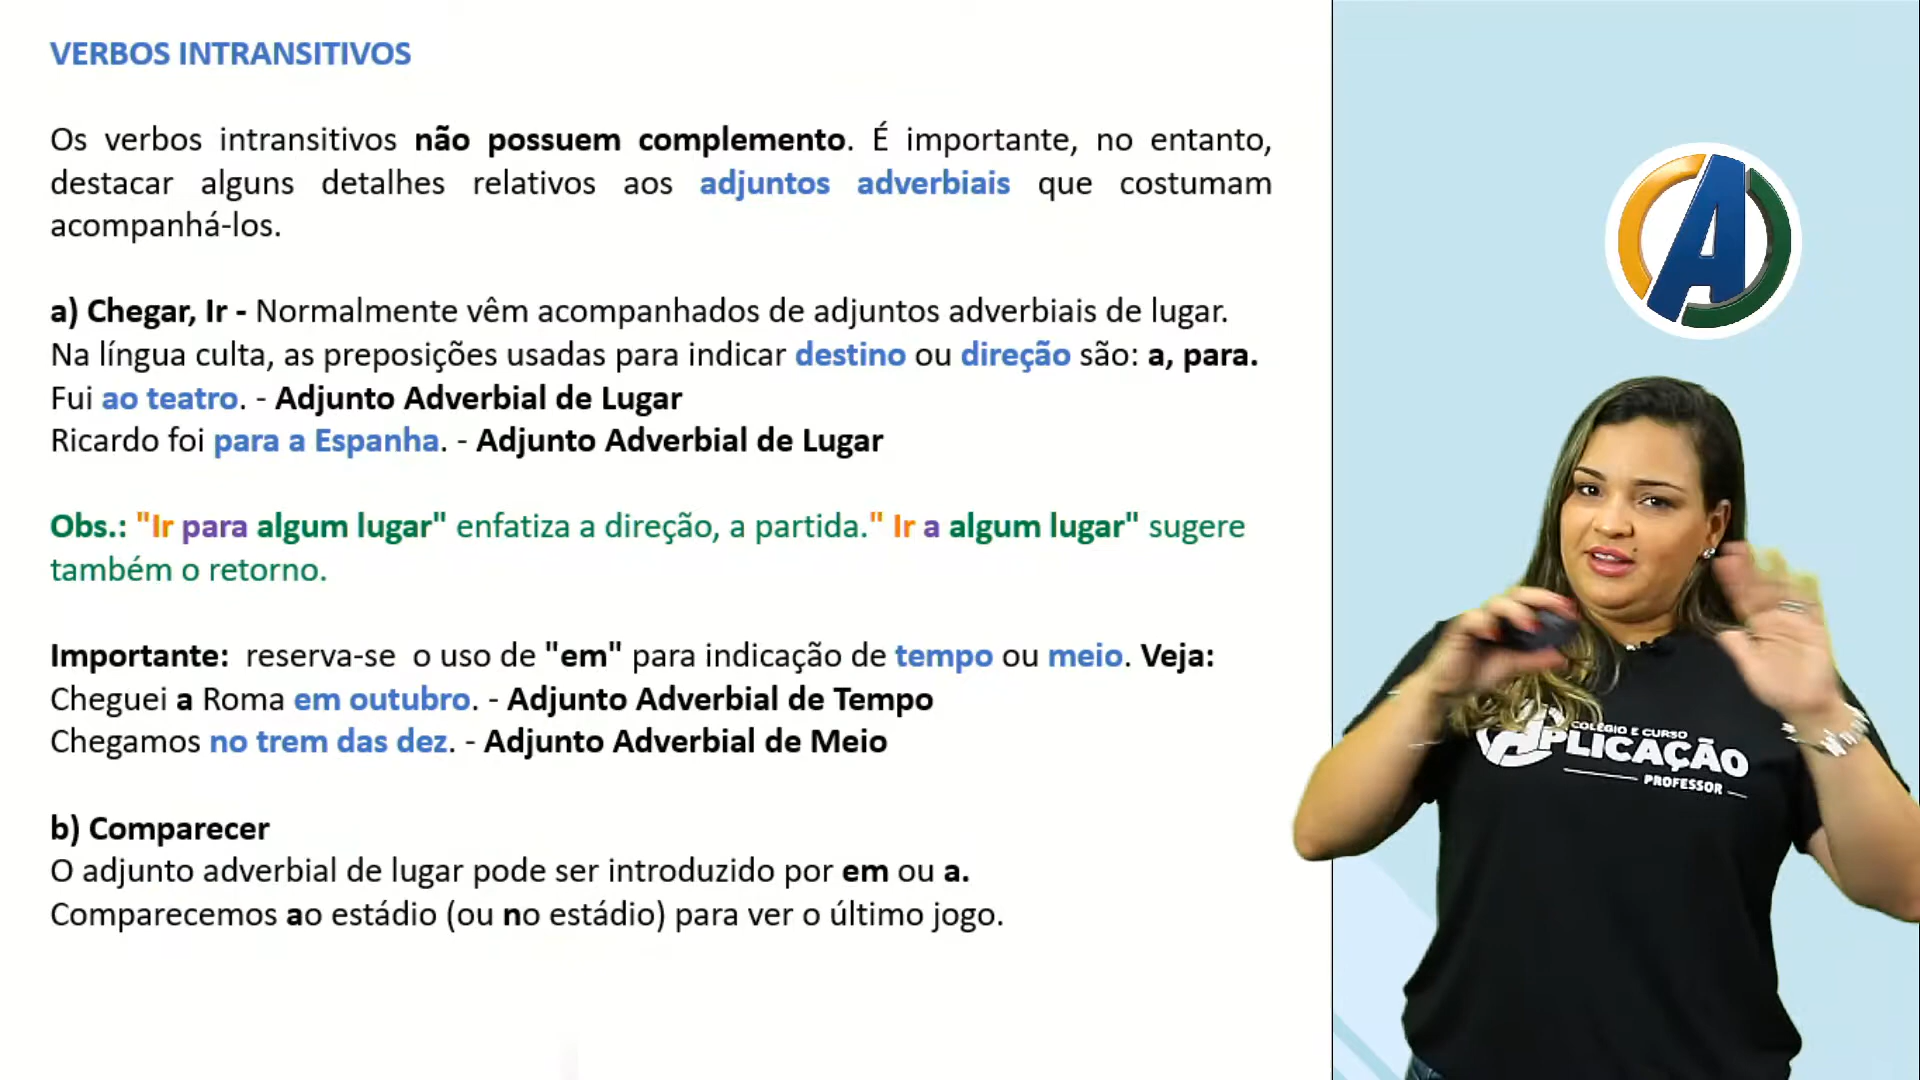 VERBOS INTRANSITIVOS
Os verbos intransitivos não possuem complemento. É importante, no entanto,
destacar alguns detalhes relativos aos adjuntos adverbiais que costumam
acompanhá-los.
a) Chegar, Ir - Normalmente vêm acompanhados de adjuntos adverbiais de lugar.
Na língua culta, as preposições usadas para indicar destino ou direção são: a, para.
Fui ao teatro. - Adjunto Adverbial de Lugar
Ricardo foi para a Espanha. - Adjunto Adverbial de Lugar
Obs.: "Ir para algum lugar" enfatiza a direção, a partida." Ir a algum lugar" sugere
também o retorno.
Importante: reserva-se o uso de "em" para indicação de tempo ou meio. Veja:
Cheguei a Roma em outubro. - Adjunto Adverbial de Tempo
Chegamos no trem das dez. - Adjunto Adverbial de Meio
b) Comparecer
O adjunto adverbial de lugar pode ser introduzido por em ou a.
Comparecemos ao estádio (ou no estádio) para ver o último jogo.
A
COLÉGIO E CURSO
APLICAÇÃO
PROFESSOR